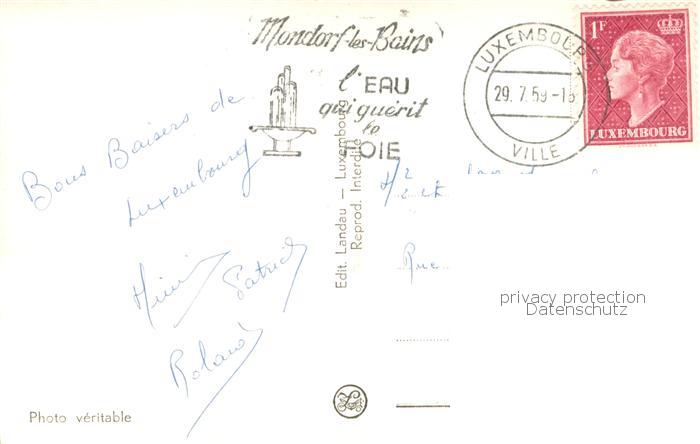 Mondorf-les-Bains
l'EAU
qui guérit
le
FOIE
LUXEMBOURG
29. 7. 59-
VILLE
1F
LUXEMBOURG
Bons Baisers de
Luxembourg
Patrick
Roland
Edit. Landau — Luxembourg
Reprod. Interdite
Rue
privacy protection
Datenschutz
Photo véritable